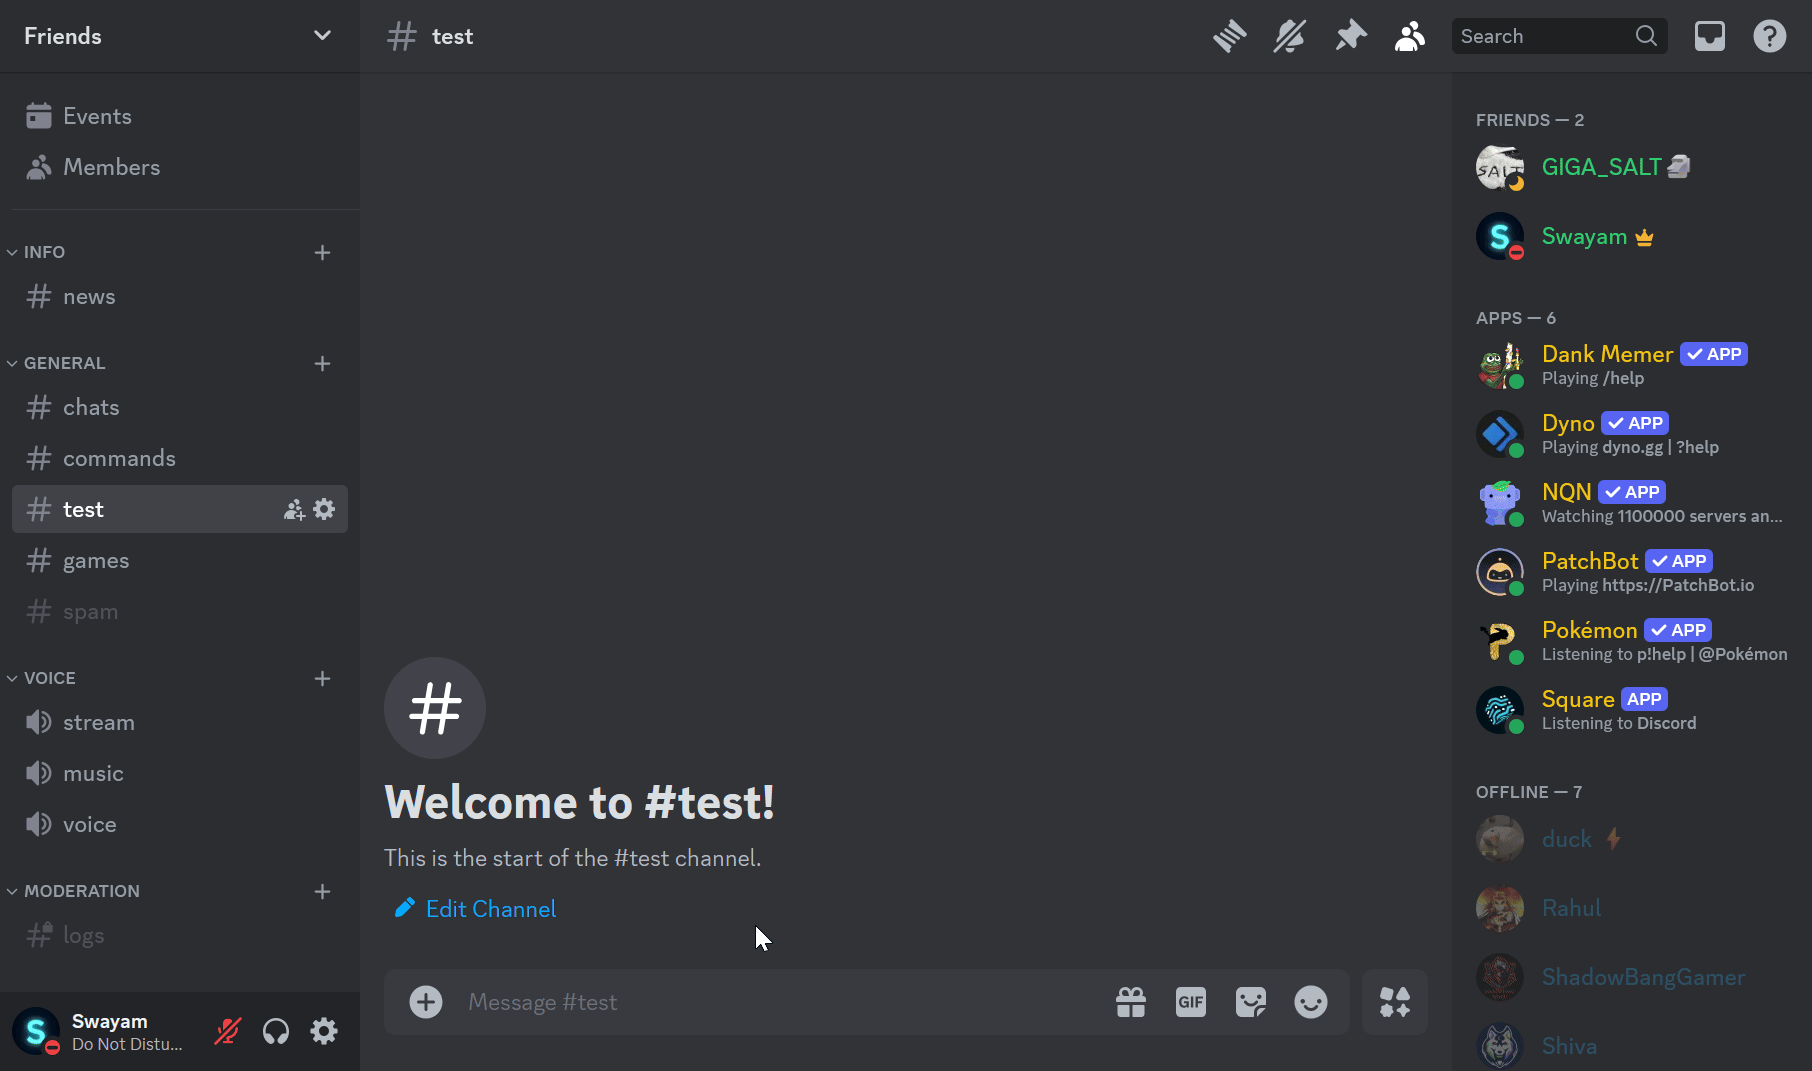 Friends
Events
Members
INFO
news
GENERAL
chats
commands
test
games
spam
VOICE
stream
music
voice
MODERATION
logs
Swayam
Do Not Distu...
test
Search
Welcome to #test!
This is the start of the #test channel.
Edit Channel
Message #test
GIF
FRIENDS — 2
SALT
GIGA_SALT
S Swayam
APPS — 6
Dank Memer APP
Playing /help
Dyno APP
Playing dyno.gg | ?help
NQN APP
Watching 1100000 servers an...
PatchBot APP
Playing https://PatchBot.io
Pokémon APP
Listening to p!help | @Pokémon
Square APP
Listening to Discord
OFFLINE — 7
duck
Rahul
ShadowBangGamer
Shiva